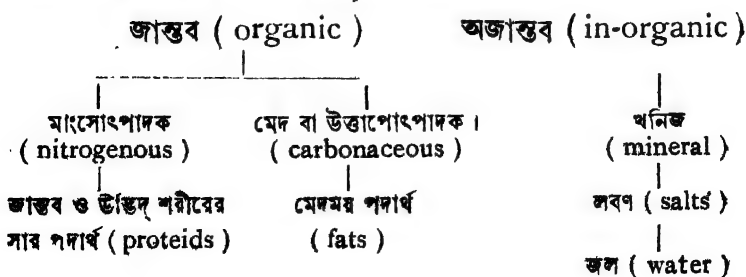 জান্তব ( organic ) অজান্তব ( in-organic )
মাংসোৎপাদক মেদ বা উত্তাপোৎপাদক। খনিজ
( nitrogenous ) ( carbonaceous ) ( mineral )
জান্তব ও উদ্ভিদ্ শরীরের মেদময় পদার্থ লবণ ( salts )
সার পদার্থ ( proteids ) ( fats )
জল ( water )